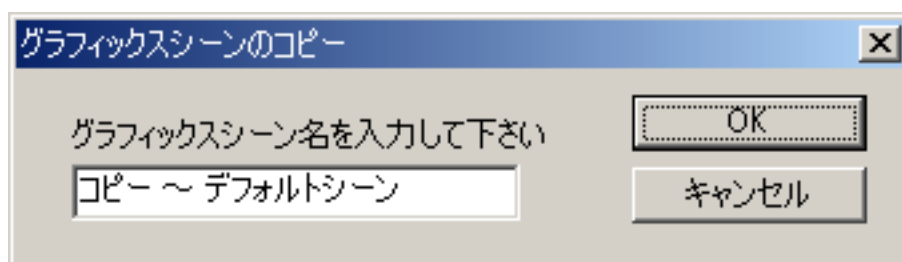 グラフィックスシーンのコピー
グラフィックスシーン名を入力して下さい
コピー ～ デフォルトシーン
OK
キャンセル